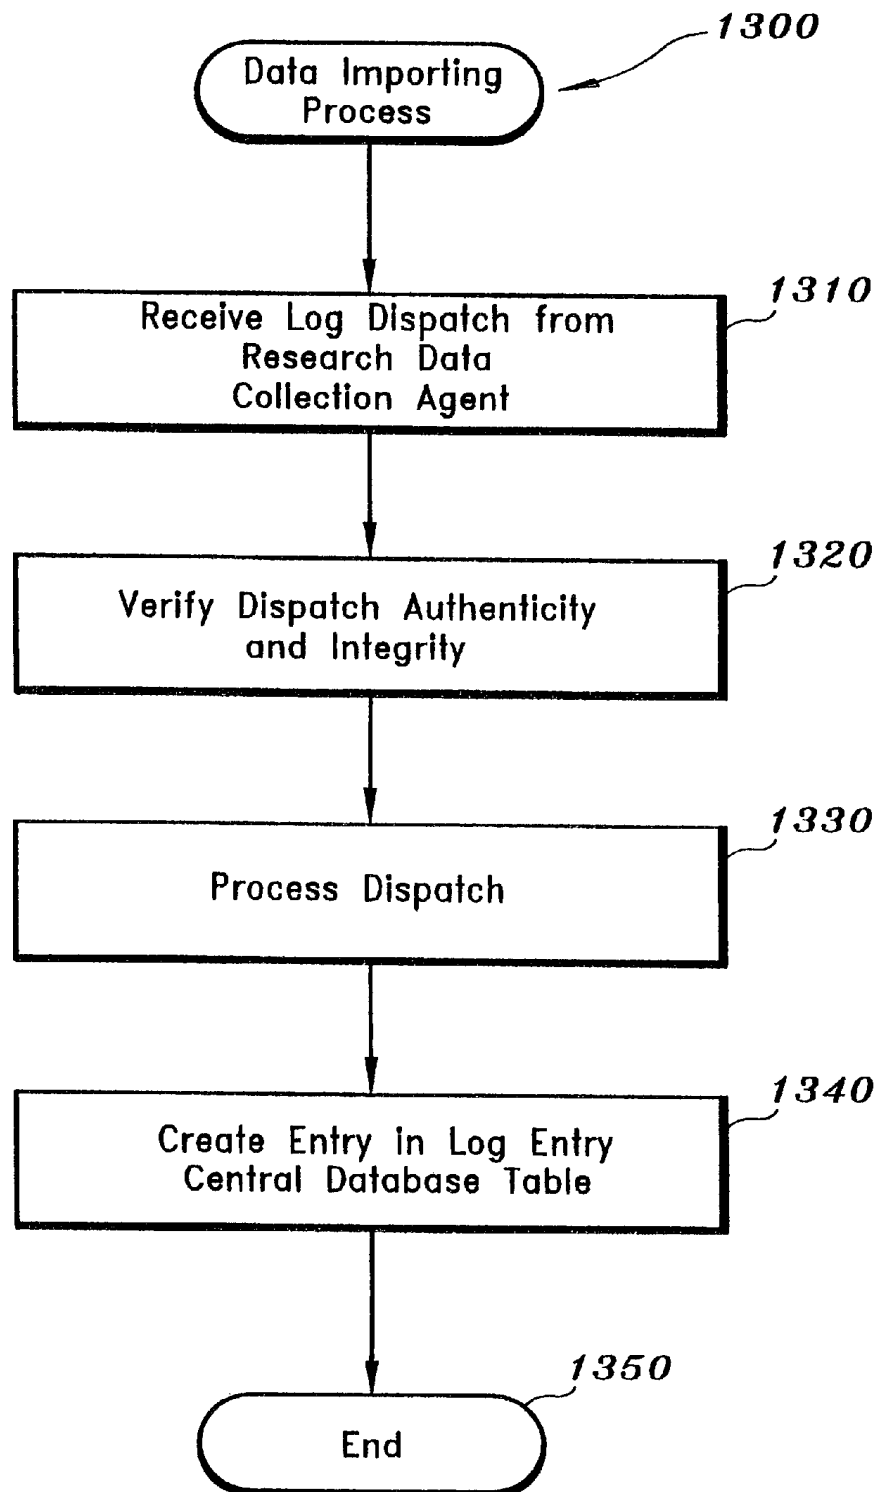 1300
Data Importing
Process
1310
Receive Log Dispatch from
Research Data
Collection Agent
1320
Verify Dispatch Authenticity
and Integrity
1330
Process Dispatch
1340
Create Entry in Log Entry
Central Database Table
1350
End